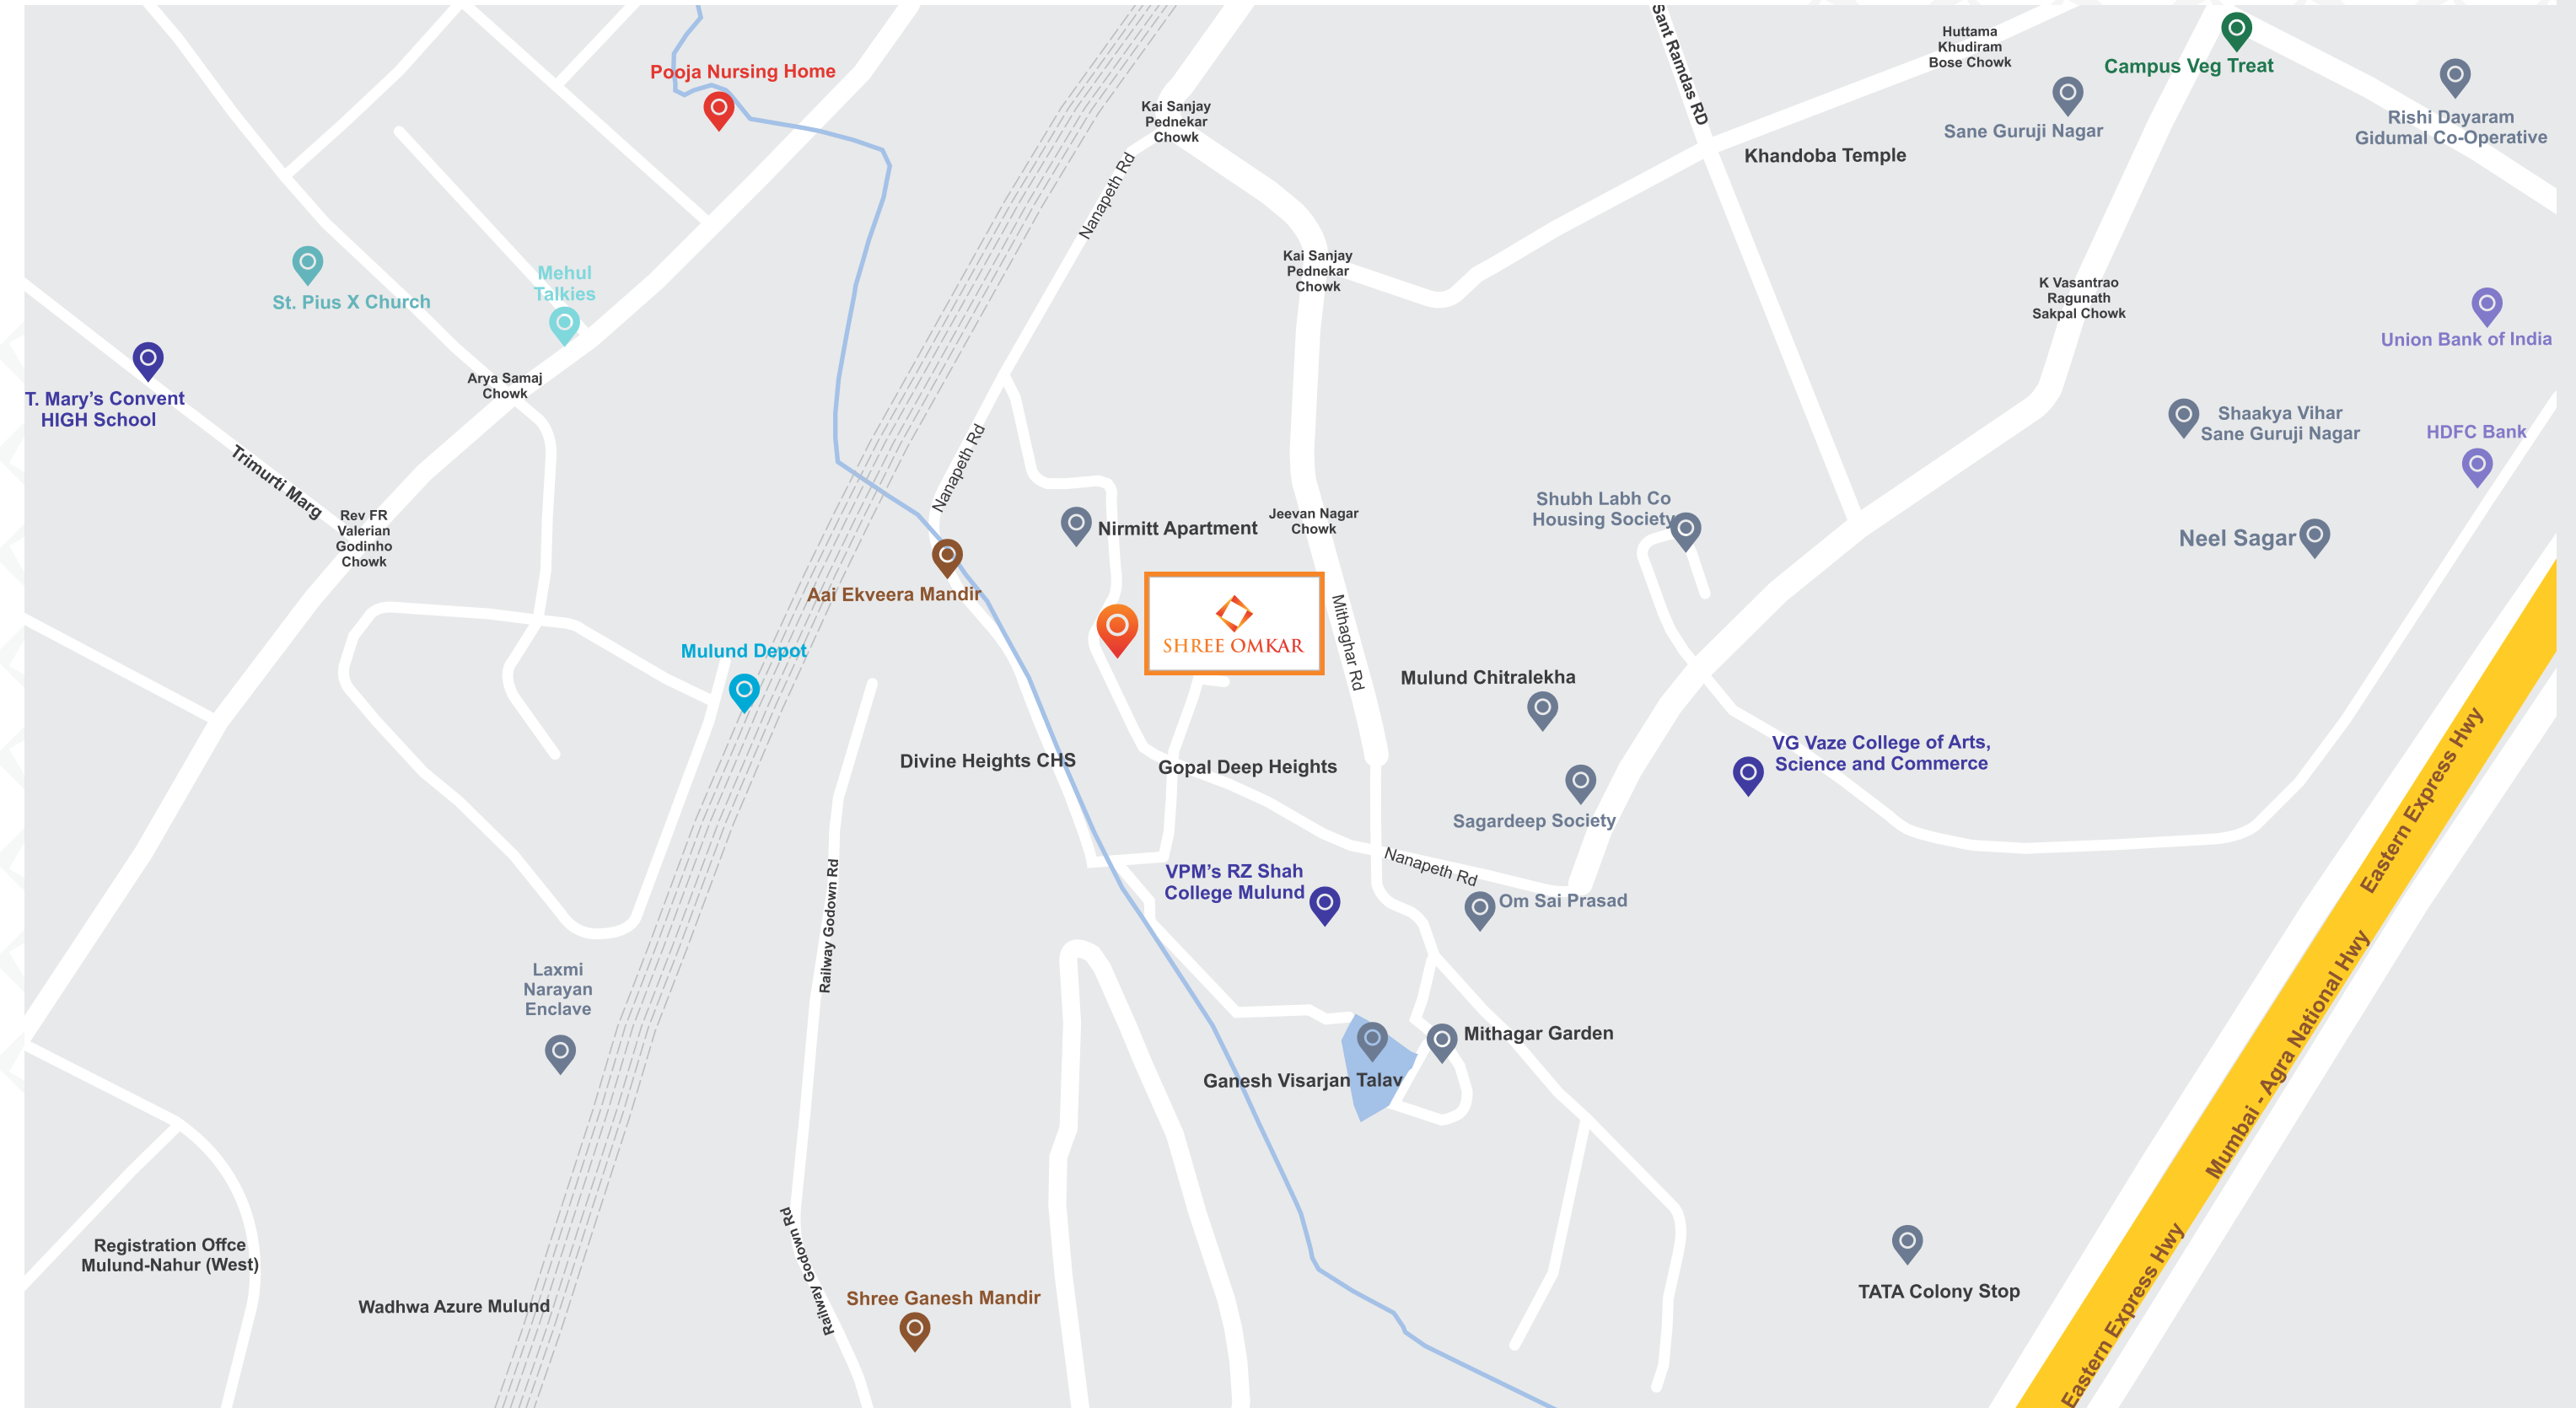 Sant Ramdas RD
Huttama
Khudiram
Bose Chowk
Campus Veg Treat
Pooja Nursing Home
Kai Sanjay
Pednekar
Chowk
Sane Guruji Nagar
Rishi Dayaram
Gidumal Co-Operative
Khandoba Temple
Nanapeth Rd
St. Pius X Church
Mehul
Talkies
Kai Sanjay
Pednekar
Chowk
K Vasantrao
Ragunath
Sakpal Chowk
Union Bank of India
T. Mary’s Convent
HIGH School
Arya Samaj
Chowk
Shaakya Vihar
Sane Guruji Nagar
HDFC Bank
Trimurti Marg
Nanapeth Rd
Rev FR
Valerian
Godinho
Chowk
Nirmitt Apartment
Jeevan Nagar
Chowk
Shubh Labh Co
Housing Society
Neel Sagar
Aai Ekveera Mandir
SHREE OMKAR
Mithaghar Rd
Mulund Depot
Mulund Chitralekha
Divine Heights CHS
Gopal Deep Heights
VG Vaze College of Arts,
Science and Commerce
Eastern Express Hwy
Sagardeep Society
VPM’s RZ Shah
College Mulund
Nanapeth Rd
Om Sai Prasad
Railway Godown Rd
Laxmi
Narayan
Enclave
Mumbai - Agra National Hwy
Mithagar Garden
Ganesh Visarjan Talav
Registration Offce
Mulund-Nahur (West)
Wadhwa Azure Mulund
Railway Godown Rd
Shree Ganesh Mandir
TATA Colony Stop
Eastern Express Hwy